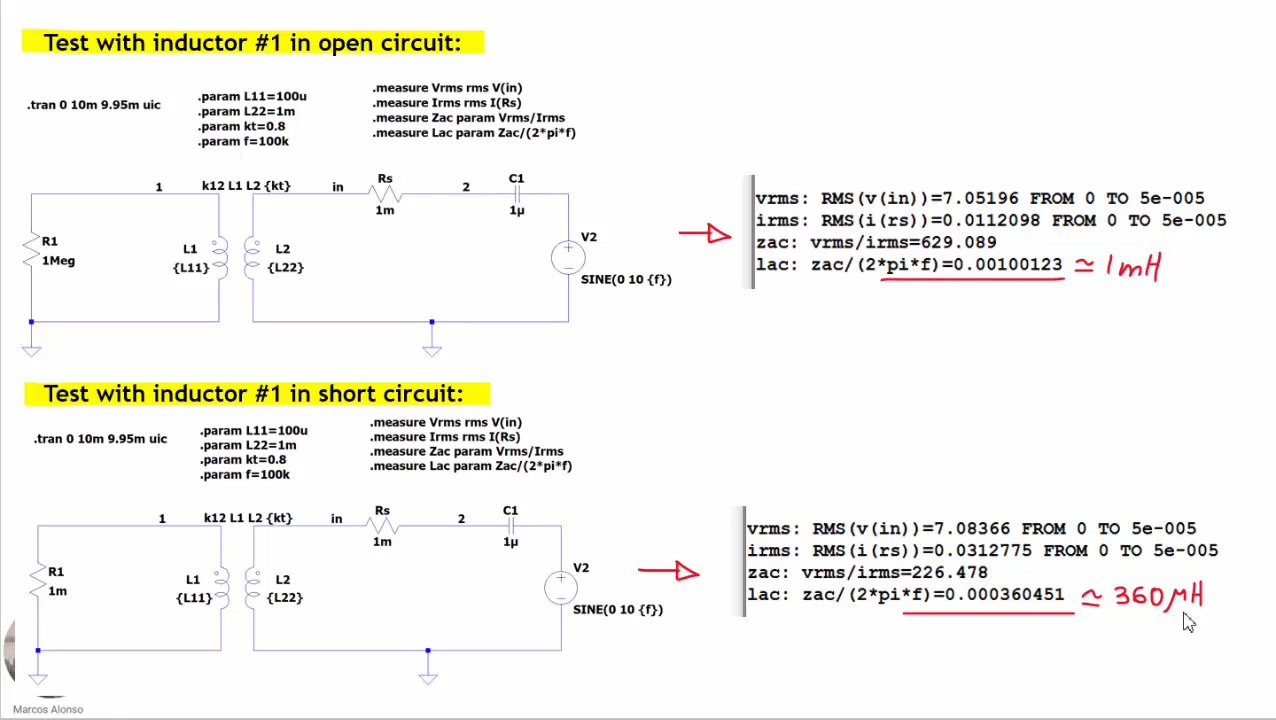 Test with inductor #1 in open circuit:
.tran 0 10m 9.95m uic
.param L11=100u
.param L22=1m
.param kt=0.8
.param f=100k
.measure Vrms rms V(in)
.measure Irms rms I(Rs)
.measure Zac param Vrms/Irms
.measure Lac param Zac/(2*pi*f)
1
k12 L1 L2 {kt}
in
Rs
1m
2
C1
1µ
R1
1Meg
L1
{L11}
L2
{L22}
V2
SINE(0 10 {f})
vrms: RMS(v(in))=7.05196 FROM 0 TO 5e-005
irms: RMS(i(rs))=0.0112098 FROM 0 TO 5e-005
zac: vrms/irms=629.089
lac: zac/(2*pi*f)=0.00100123 ≃ 1mH
Test with inductor #1 in short circuit:
.tran 0 10m 9.95m uic
.param L11=100u
.param L22=1m
.param kt=0.8
.param f=100k
.measure Vrms rms V(in)
.measure Irms rms I(Rs)
.measure Zac param Vrms/Irms
.measure Lac param Zac/(2*pi*f)
1
k12 L1 L2 {kt}
in
Rs
1m
2
C1
1µ
R1
1m
L1
{L11}
L2
{L22}
V2
SINE(0 10 {f})
vrms: RMS(v(in))=7.08366 FROM 0 TO 5e-005
irms: RMS(i(rs))=0.0312775 FROM 0 TO 5e-005
zac: vrms/irms=226.478
lac: zac/(2*pi*f)=0.000360451 ≃ 360µH
Marcos Alonso